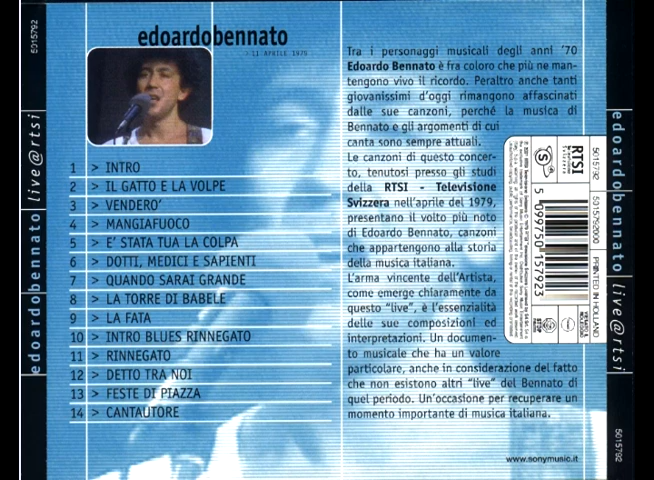 5015792
edoardobennato live@rtsi
edoardobennato
> 11 APRILE 1979
1 > INTRO
2 > IL GATTO E LA VOLPE
3 > VENDERO'
4 > MANGIAFUOCO
5 > E' STATA TUA LA COLPA
6 > DOTTI, MEDICI E SAPIENTI
7 > QUANDO SARAI GRANDE
8 > LA TORRE DI BABELE
9 > LA FATA
10 > INTRO BLUES RINNEGATO
11 > RINNEGATO
12 > DETTO TRA NOI
13 > FESTE DI PIAZZA
14 > CANTAUTORE
Tra i personaggi musicali degli anni '70
Edoardo Bennato è fra coloro che più ne man-
tengono vivo il ricordo. Peraltro anche tanti
giovanissimi d'oggi rimangono affascinati
dalle sue canzoni, perché la musica di
Bennato e gli argomenti di cui
canta sono sempre attuali.
Le canzoni di questo concer-
to, tenutosi presso gli studi
della RTSI - Televisione
Svizzera nell'aprile del 1979,
presentano il volto più noto
di Edoardo Bennato, canzoni
che appartengono alla storia
della musica italiana.
L'arma vincente dell'Artista,
come emerge chiaramente da
questo "live", è l'essenzialità
delle sue composizioni ed
interpretazioni. Un documen-
to musicale che ha un valore
particolare, anche in considerazione del fatto
che non esistono altri "live" del Bennato di
quel periodo. Un'occasione per recuperare un
momento importante di musica italiana.
www.sonymusic.it
RTSI
Televisione
Svizzera
5 099750 157923
5015792
5015792000
PRINTED IN HOLLAND
STOP
edoardobennato live@rtsi
5015792